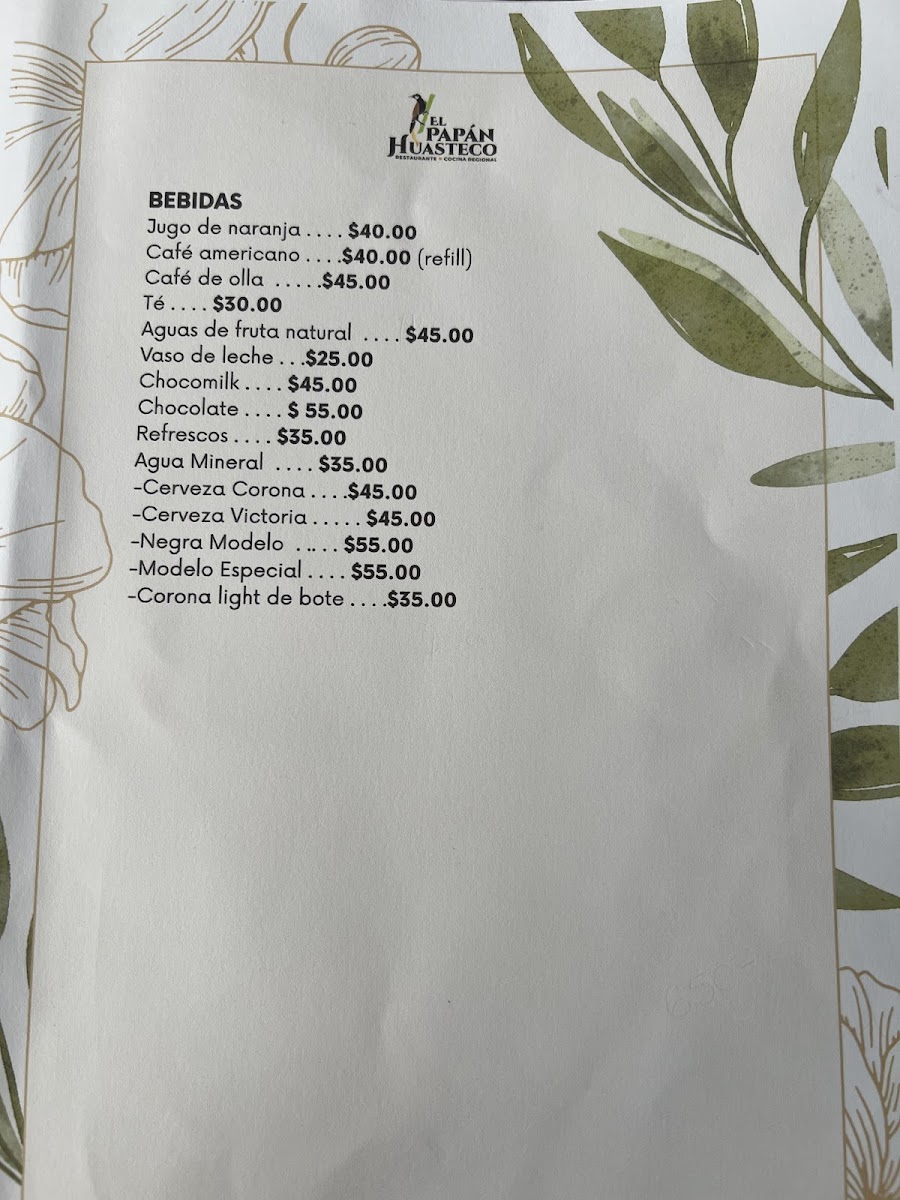 EL
PAPÁN
HUASTECO
RESTAURANTE • COCINA REGIONAL
BEBIDAS
Jugo de naranja . . . . $40.00
Café americano . . . .$40.00 (refill)
Café de olla . . . . .$45.00
Té . . . . $30.00
Aguas de fruta natural . . . . $45.00
Vaso de leche . . .$25.00
Chocomilk . . . . $45.00
Chocolate . . . . $ 55.00
Refrescos . . . . $35.00
Agua Mineral . . . . $35.00
-Cerveza Corona . . . .$45.00
-Cerveza Victoria . . . . . $45.00
-Negra Modelo . . . . . $55.00
-Modelo Especial . . . . $55.00
-Corona light de bote . . . .$35.00